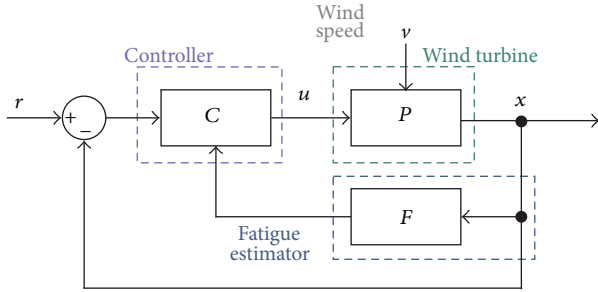 Wind
speed
Controller
v
Wind turbine
r
+
−
C
u
P
x
F
Fatigue
estimator